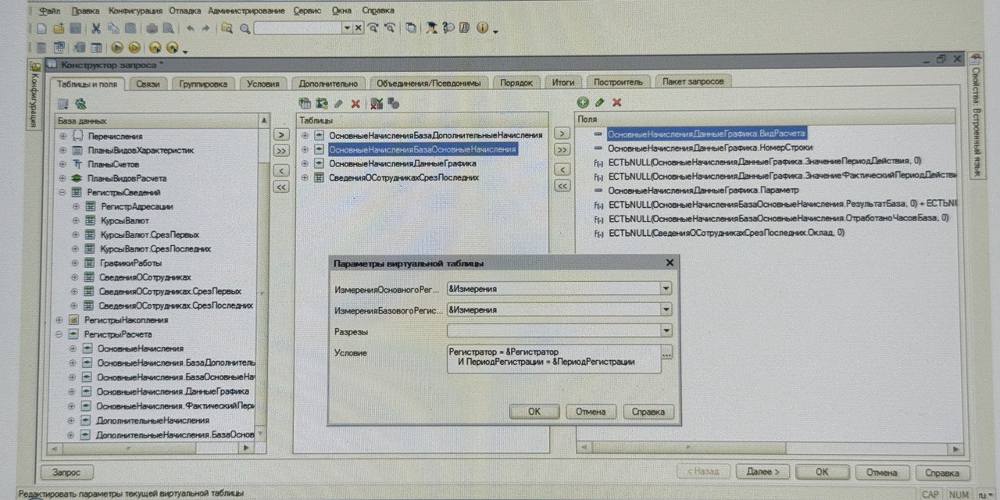 Файл Правка Конфигурация Отладка Администрирование Сервис Окна Справка
Конструктор запроса *
Таблицы и поля Связи Группировка Условия Дополнительно Объединения/Псевдонимы Порядок Итоги Построитель Пакет запросов
База данных
Перечисления
ПланыВидовХарактеристик
ПланыСчетов
ПланыВидовРасчета
РегистрыСведений
РегистрАдресации
КурсыВалют
КурсыВалют.СрезПервых
КурсыВалют.СрезПоследних
ГрафикиРаботы
СведенияОСотрудниках
СведенияОСотрудниках.СрезПервых
СведенияОСотрудниках.СрезПоследних
РегистрыНакопления
РегистрыРасчета
ОсновныеНачисления
ОсновныеНачисления.БазаДополнитель
ОсновныеНачисления.БазаОсновныеНач
ОсновныеНачисления.ДанныеГрафика
ОсновныеНачисления.ФактическийПери
ДополнительныеНачисления
ДополнительныеНачисления.БазаОснов
> >> < <<
Таблицы
ОсновныеНачисленияБазаДополнительныеНачисления
ОсновныеНачисленияБазаОсновныеНачисления
ОсновныеНачисленияДанныеГрафика
СведенияОСотрудникахСрезПоследних
> >> < <<
Поля
ОсновныеНачисленияДанныеГрафика.ВидРасчета
ОсновныеНачисленияДанныеГрафика.НомерСтроки
ЕСТЬNULL(ОсновныеНачисленияДанныеГрафика.ЗначениеПериодДействия, 0)
ЕСТЬNULL(ОсновныеНачисленияДанныеГрафика.ЗначениеФактическийПериодДействи
ОсновныеНачисленияДанныеГрафика.Параметр
ЕСТЬNULL(ОсновныеНачисленияБазаОсновныеНачисления.РезультатБаза, 0) + ЕСТЬNU
ЕСТЬNULL(ОсновныеНачисленияБазаОсновныеНачисления.ОтработаноЧасовБаза, 0)
ЕСТЬNULL(СведенияОСотрудникахСрезПоследних.Оклад, 0)
Параметры виртуальной таблицы
ИзмеренияОсновногоРег... &Измерения
ИзмеренияБазовогоРегис... &Измерения
Разрезы
Условие Регистратор = &Регистратор
И ПериодРегистрации = &ПериодРегистрации
...
ОК Отмена Справка
Запрос < Назад Далее > ОК Отмена Справка
Редактировать параметры текущей виртуальной таблицы CAP NUM ru
Конфигурация
Свойства: Встроенный язык